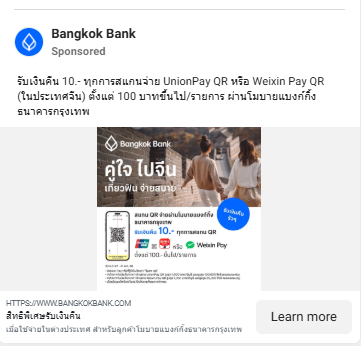 Bangkok Bank
Sponsored
รับเงินคืน 10.- ทุกการสแกนจ่าย UnionPay QR หรือ Weixin Pay QR
(ในประเทศจีน) ตั้งแต่ 100 บาทขึ้นไป/รายการ ผ่านโมบายแบงก์กิ้ง
ธนาคารกรุงเทพ
Bangkok Bank
คู่ใจ ไปจีน
เที่ยวฟิน จ่ายสบาย
รับเงินคืน
สแกน QR จ่ายผ่านโมบายแบงก์กิ้ง
รับเงินคืน 10.- ทุกการสแกน QR
หรือ Weixin Pay
ตั้งแต่ 100.- ขึ้นไป/รายการ
HTTPS://WWW.BANGKOKBANK.COM
สิทธิพิเศษรับเงินคืน
เมื่อใช้จ่ายในต่างประเทศ สำหรับลูกค้าโมบายแบงก์กิ้งธนาคารกรุงเทพ
Learn more